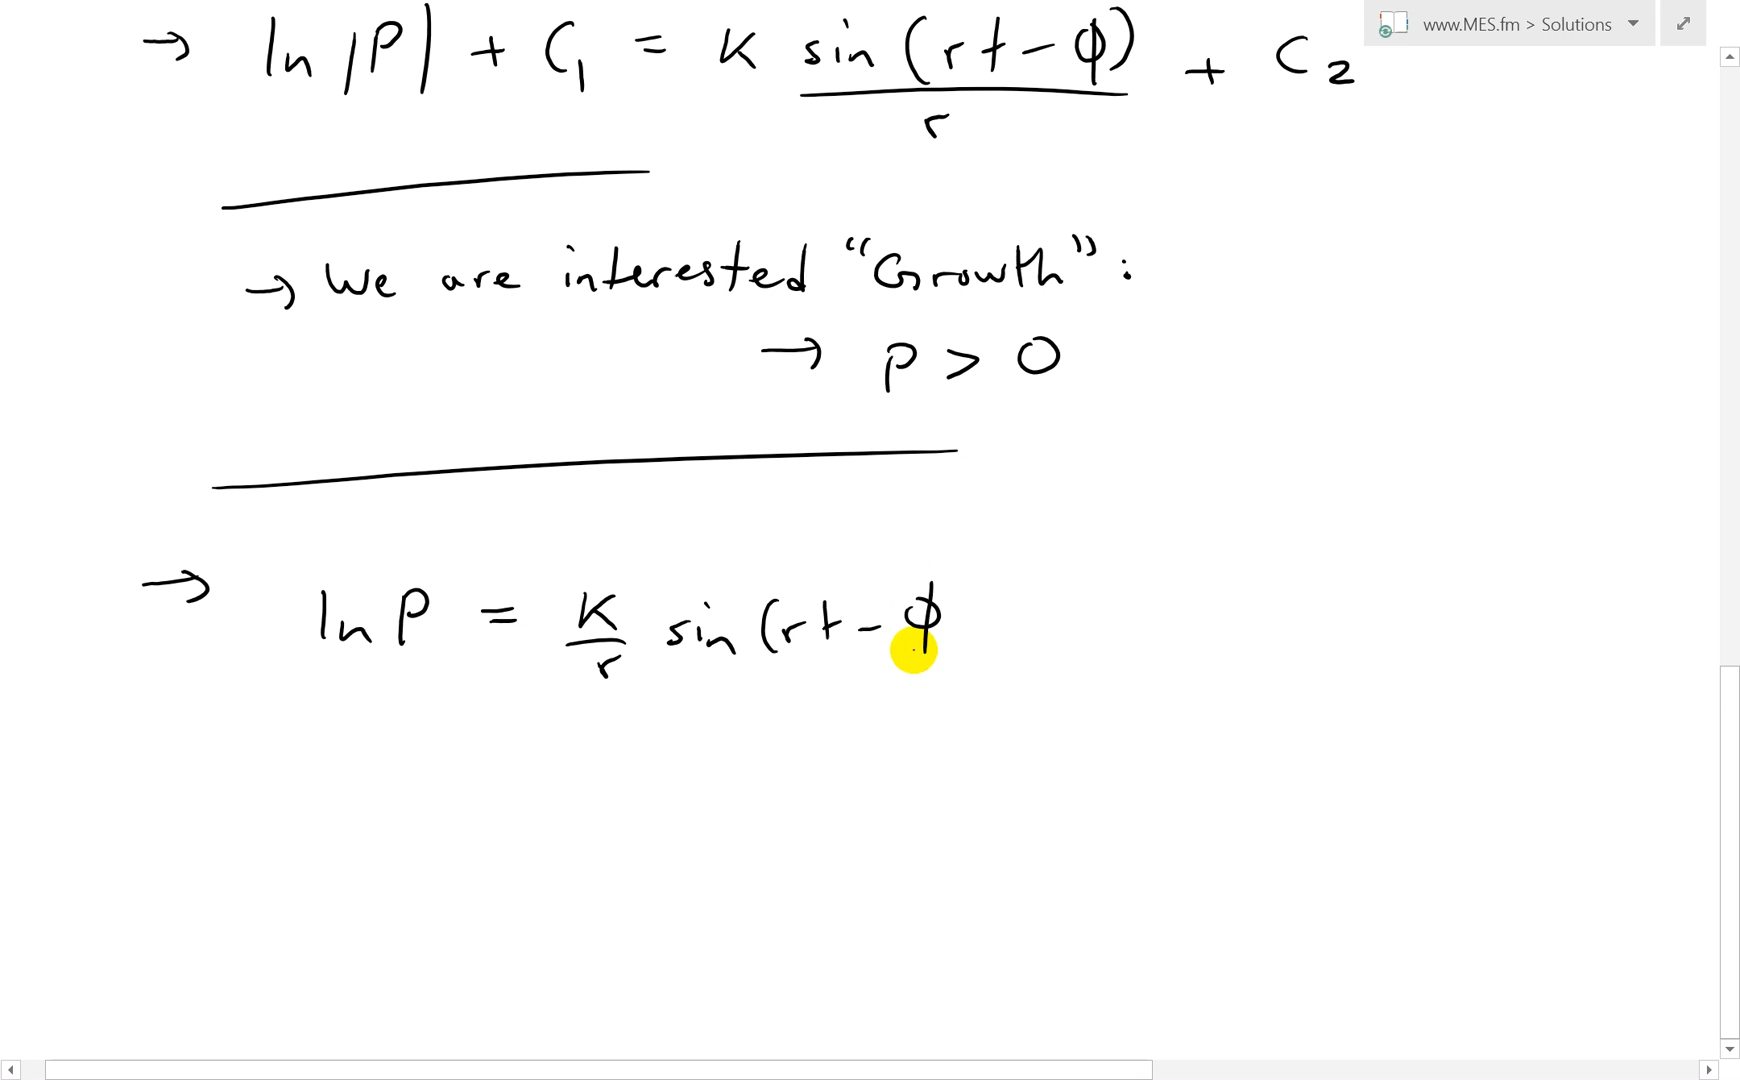 www.MES.fm > Solutions
→ ln |P| + C₁ = k sin (rt − ϕ) + C₂
r
→ We are interested “Growth”:
→ P > 0
→ ln P = k/r sin (rt − ϕ